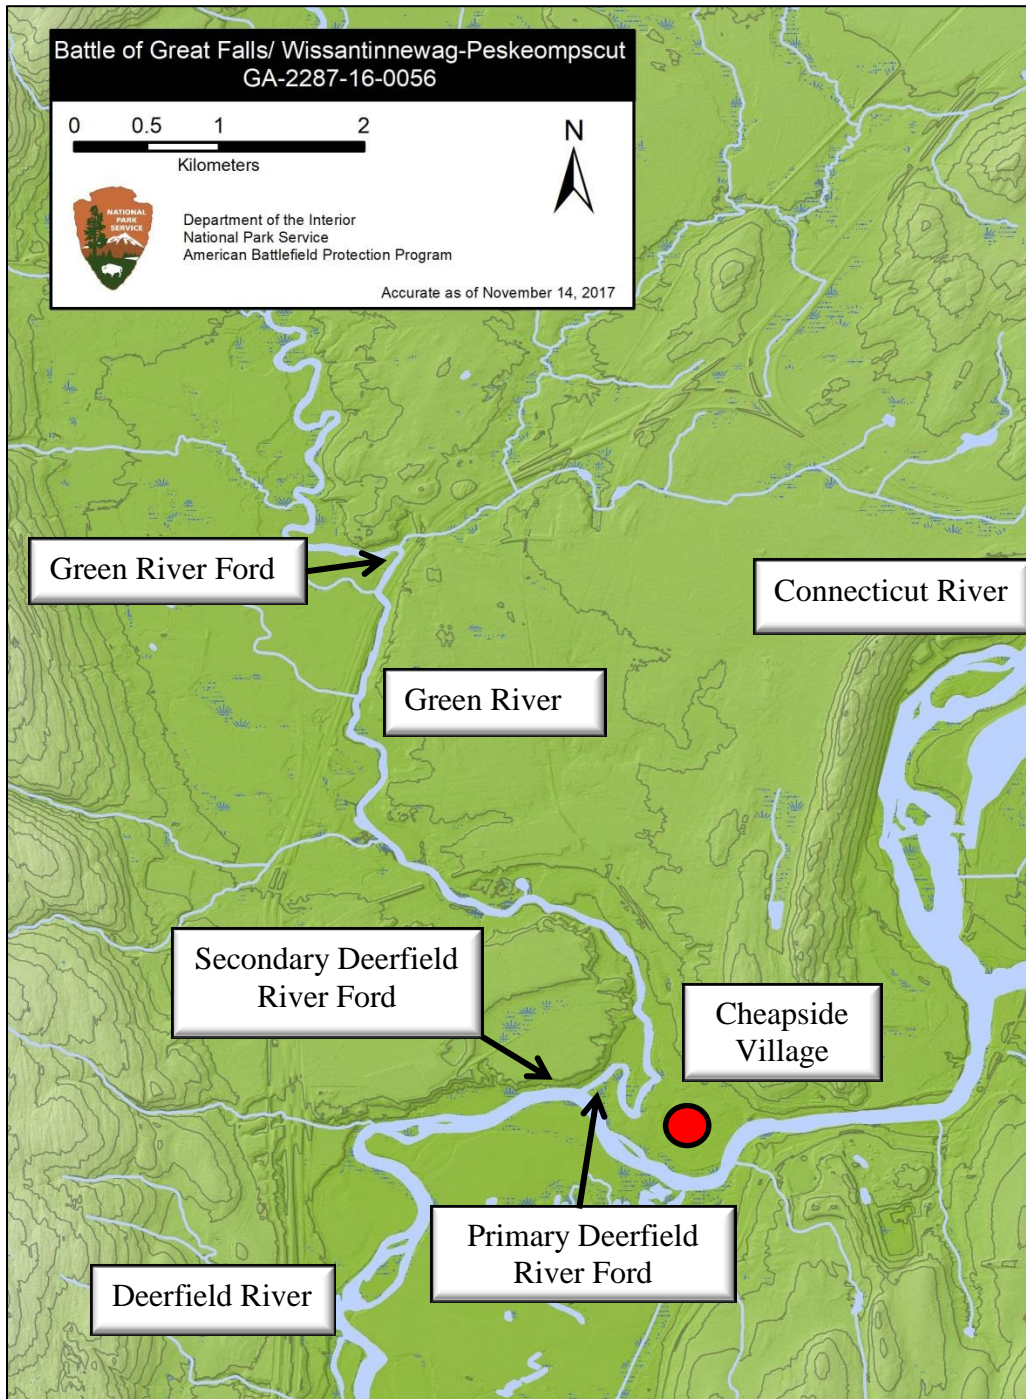 Battle of Great Falls/ Wissantinnewag-Peskeompscut
GA-2287-16-0056
0 0.5 1 2
Kilometers
N
NATIONAL
PARK
SERVICE
Department of the Interior
National Park Service
American Battlefield Protection Program
Accurate as of November 14, 2017
Green River Ford
Connecticut River
Green River
Secondary Deerfield
River Ford
Cheapside
Village
Primary Deerfield
River Ford
Deerfield River